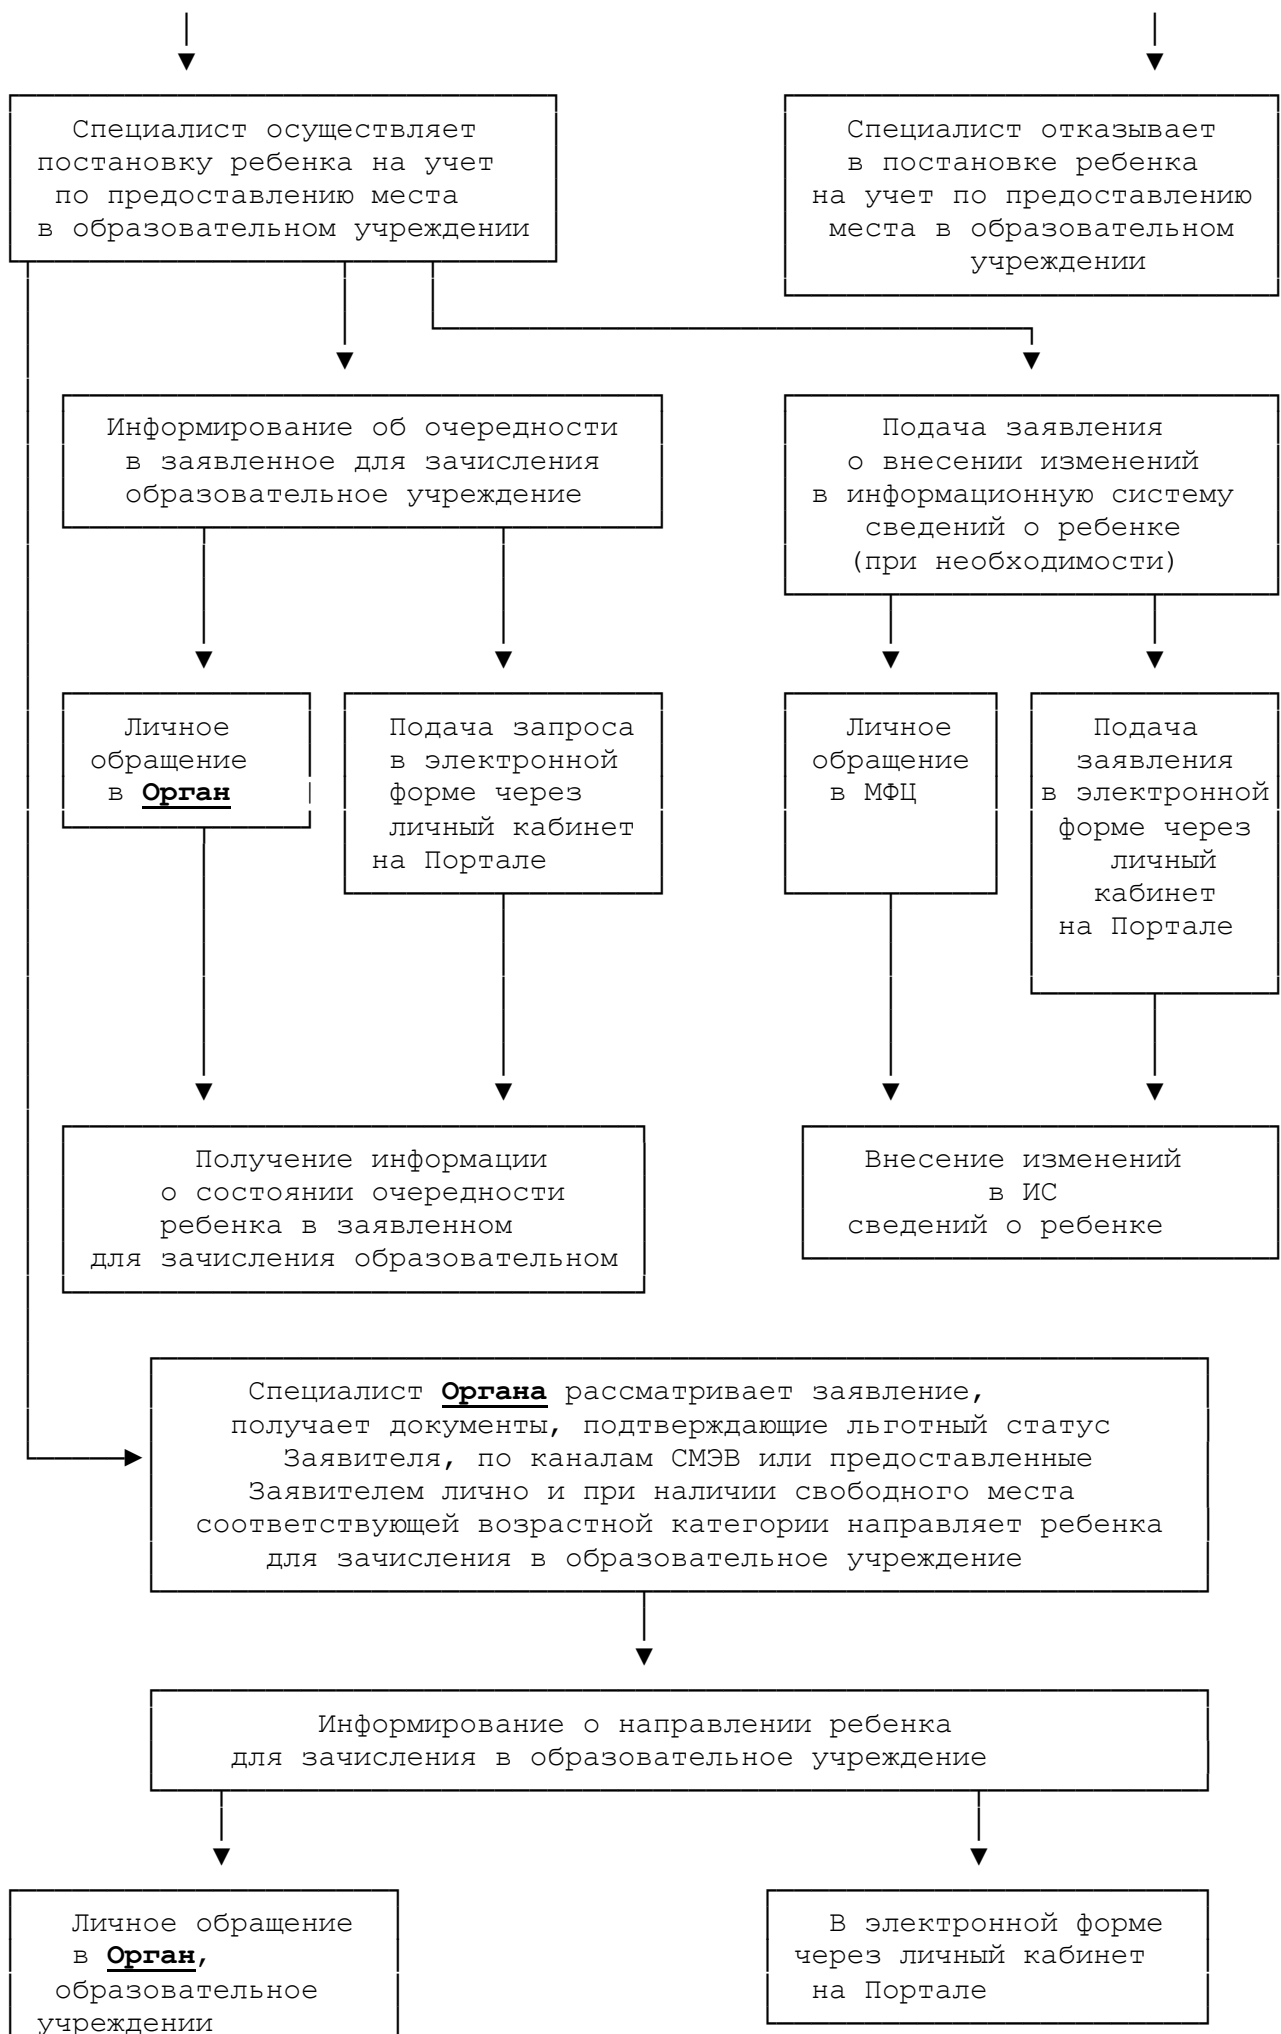 Специалист осуществляет
постановку ребенка на учет
по предоставлению места
в образовательном учреждении
Специалист отказывает
в постановке ребенка
на учет по предоставлению
места в образовательном
учреждении
Информирование об очередности
в заявленное для зачисления
образовательное учреждение
Подача заявления
о внесении изменений
в информационную систему
сведений о ребенке
(при необходимости)
Личное
обращение
в Орган
Подача запроса
в электронной
форме через
личный кабинет
на Портале
Личное
обращение
в МФЦ
Подача
заявления
в электронной
форме через
личный
кабинет
на Портале
Получение информации
о состоянии очередности
ребенка в заявленном
для зачисления образовательном
Внесение изменений
в ИС
сведений о ребенке
Специалист Органа рассматривает заявление,
получает документы, подтверждающие льготный статус
Заявителя, по каналам СМЭВ или предоставленные
Заявителем лично и при наличии свободного места
соответствующей возрастной категории направляет ребенка
для зачисления в образовательное учреждение
Информирование о направлении ребенка
для зачисления в образовательное учреждение
Личное обращение
в Орган,
образовательное
учреждении
В электронной форме
через личный кабинет
на Портале